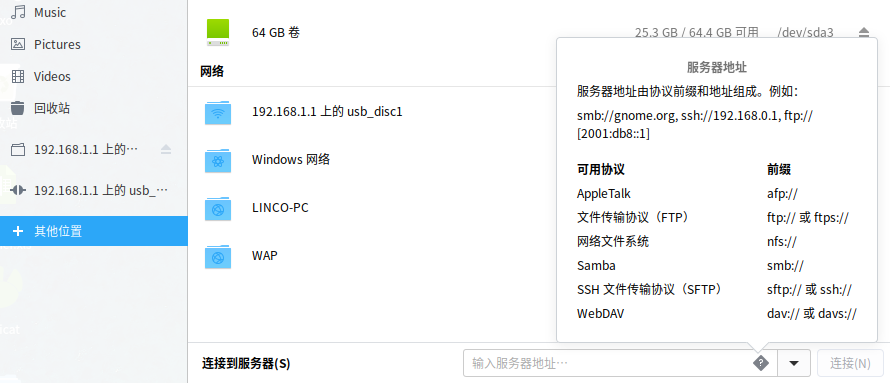 Music
Pictures
Videos
回收站
192.168.1.1 上的…
192.168.1.1 上的 usb_…
其他位置
64 GB 卷
25.3 GB / 64.4 GB 可用
/dev/sda3
网络
192.168.1.1 上的 usb_disc1
Windows 网络
LINCO-PC
WAP
服务器地址
服务器地址由协议前缀和地址组成。例如：
smb://gnome.org, ssh://192.168.0.1, ftp://
[2001:db8::1]
可用协议 前缀
AppleTalk afp://
文件传输协议（FTP） ftp:// 或 ftps://
网络文件系统 nfs://
Samba smb://
SSH 文件传输协议（SFTP） sftp:// 或 ssh://
WebDAV dav:// 或 davs://
连接到服务器(S)
输入服务器地址…
?
连接(N)